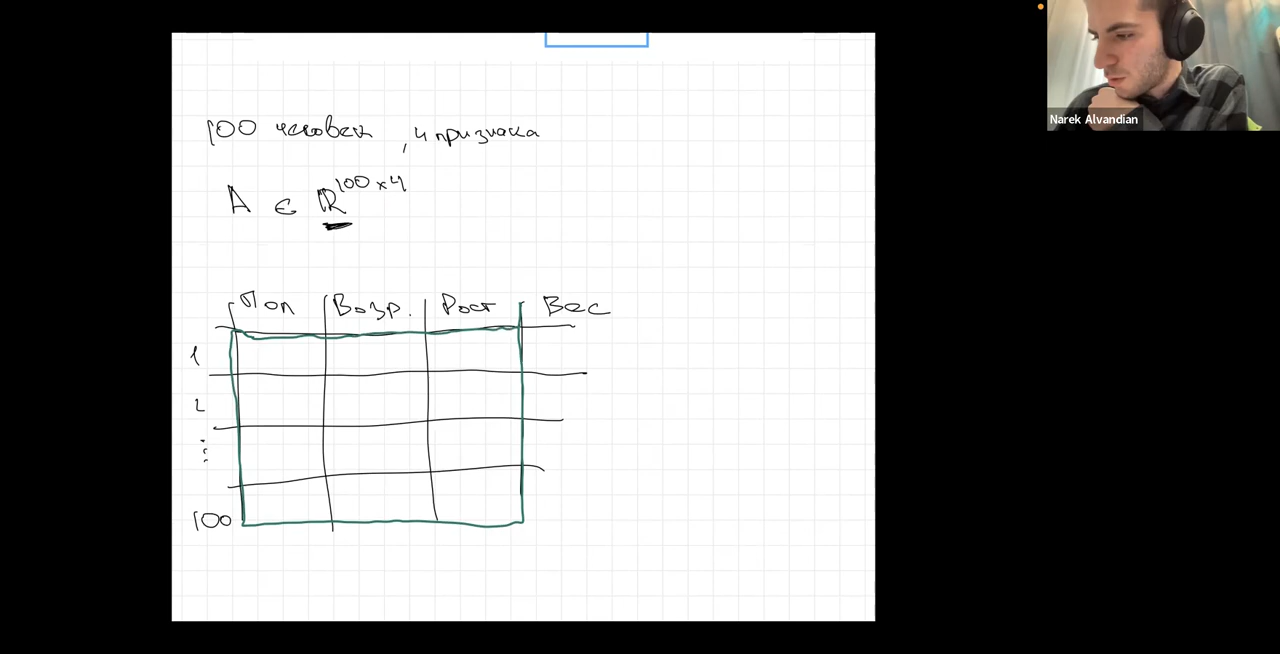 100 человек , 4 признака
A ∈ ℝ^100×4
Пол Возр. Рост Вес
1
2
⋮
100
Narek Alvandian